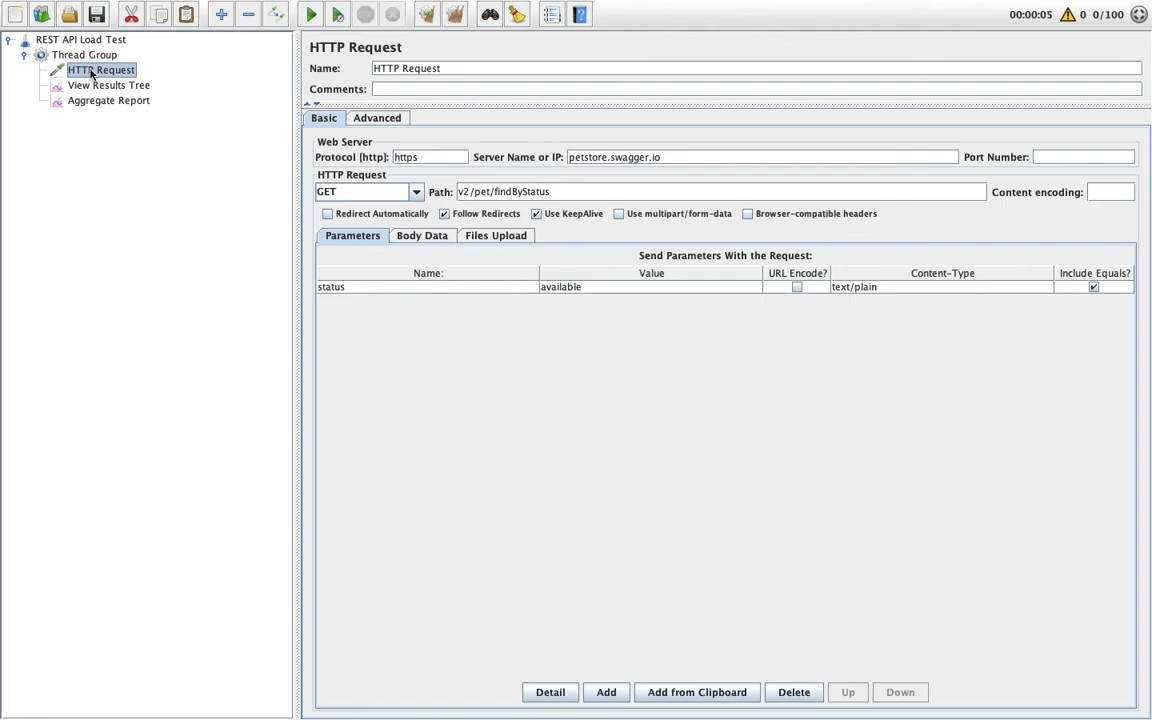 00:00:05 0 0/100
REST API Load Test
Thread Group
HTTP Request
View Results Tree
Aggregate Report
HTTP Request
Name: HTTP Request
Comments:
Basic Advanced
Web Server
Protocol [http]: https Server Name or IP: petstore.swagger.io Port Number:
HTTP Request
GET Path: v2/pet/findByStatus Content encoding:
Redirect Automatically Follow Redirects Use KeepAlive Use multipart/form-data Browser-compatible headers
Parameters Body Data Files Upload
Send Parameters With the Request:
Name: Value URL Encode? Content-Type Include Equals?
status available text/plain
Detail Add Add from Clipboard Delete Up Down